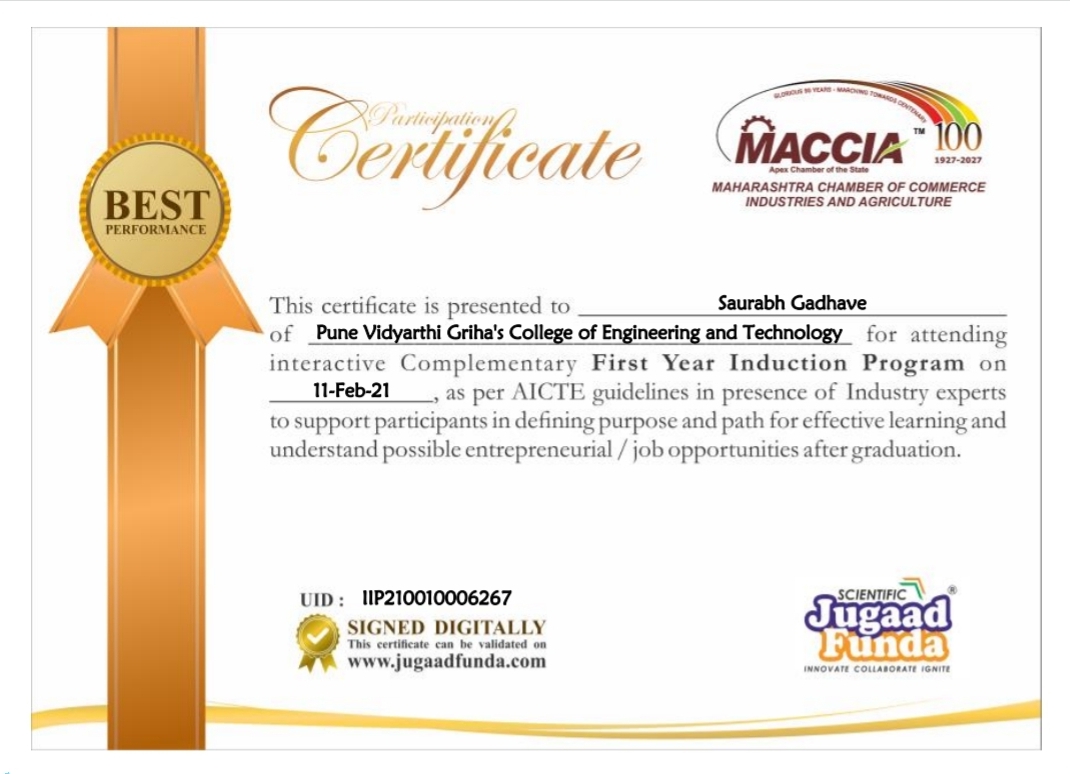 Participation
Certificate
GLORIOUS 90 YEARS - MARCHING TOWARDS CENTENARY
MACCIA ™ 100
1927-2027
Apex Chamber of the State
MAHARASHTRA CHAMBER OF COMMERCE
INDUSTRIES AND AGRICULTURE
BEST
PERFORMANCE
This certificate is presented to Saurabh Gadhave
of Pune Vidyarthi Griha's College of Engineering and Technology for attending
interactive Complementary First Year Induction Program on
11-Feb-21, as per AICTE guidelines in presence of Industry experts
to support participants in defining purpose and path for effective learning and
understand possible entrepreneurial / job opportunities after graduation.
UID : IIP210010006267
SIGNED DIGITALLY
This certificate can be validated on
www.jugaadfunda.com
SCIENTIFIC ®
Jugaad
Funda
INNOVATE COLLABORATE IGNITE